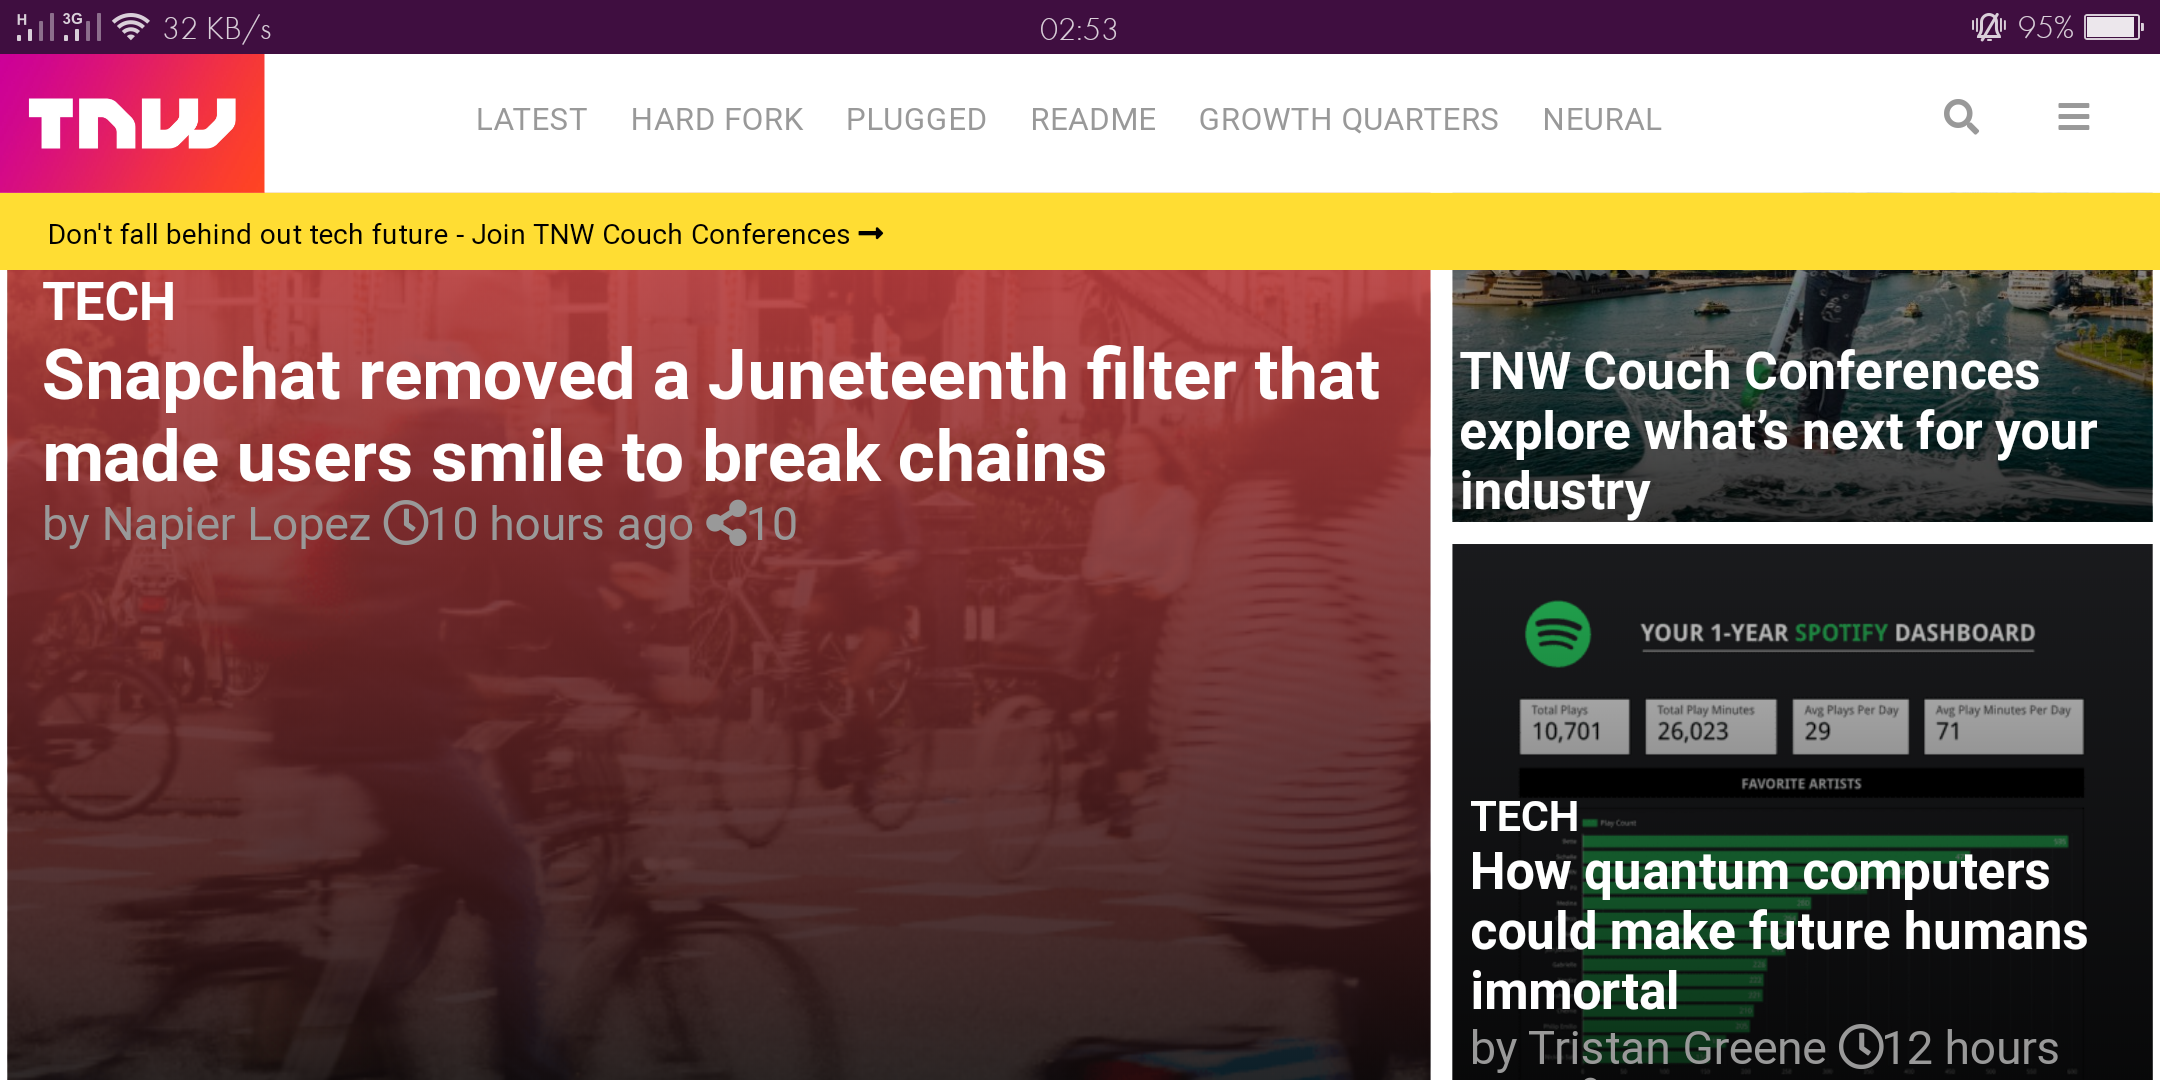 H 3G 32 KB/s 02:53 95%
TNW
LATEST HARD FORK PLUGGED README GROWTH QUARTERS NEURAL
Don't fall behind out tech future - Join TNW Couch Conferences
TECH
Snapchat removed a Juneteenth filter that
made users smile to break chains
by Napier Lopez 10 hours ago 10
TNW Couch Conferences
explore what’s next for your
industry
YOUR 1-YEAR SPOTIFY DASHBOARD
Total Plays Total Play Minutes Avg Plays Per Day Avg Play Minutes Per Day
10,701 26,023 29 71
FAVORITE ARTISTS
Play Count
TECH
How quantum computers
could make future humans
immortal
by Tristan Greene 12 hours